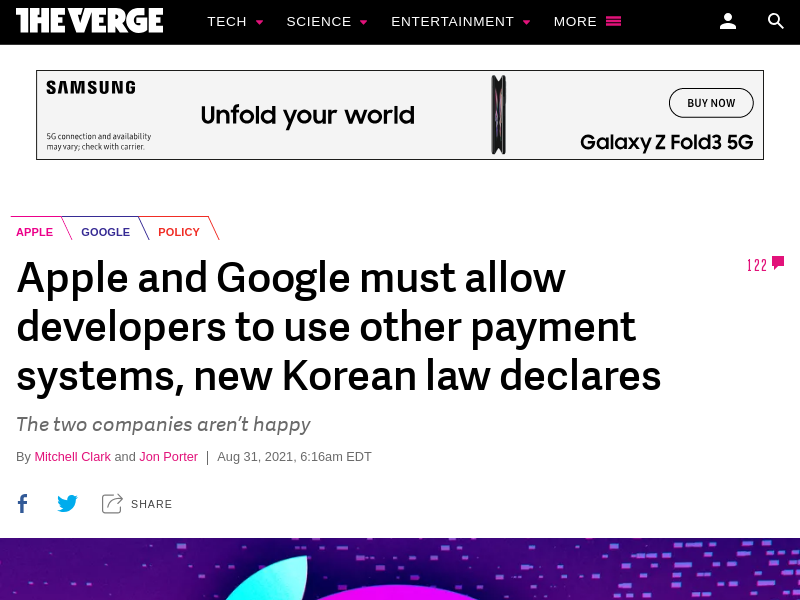 THE VERGE
TECH SCIENCE ENTERTAINMENT MORE
SAMSUNG
Unfold your world
BUY NOW
5G connection and availability
may vary; check with carrier.
Galaxy Z Fold3 5G
APPLE GOOGLE POLICY
Apple and Google must allow
developers to use other payment
systems, new Korean law declares
122
The two companies aren't happy
By Mitchell Clark and Jon Porter | Aug 31, 2021, 6:16am EDT
SHARE